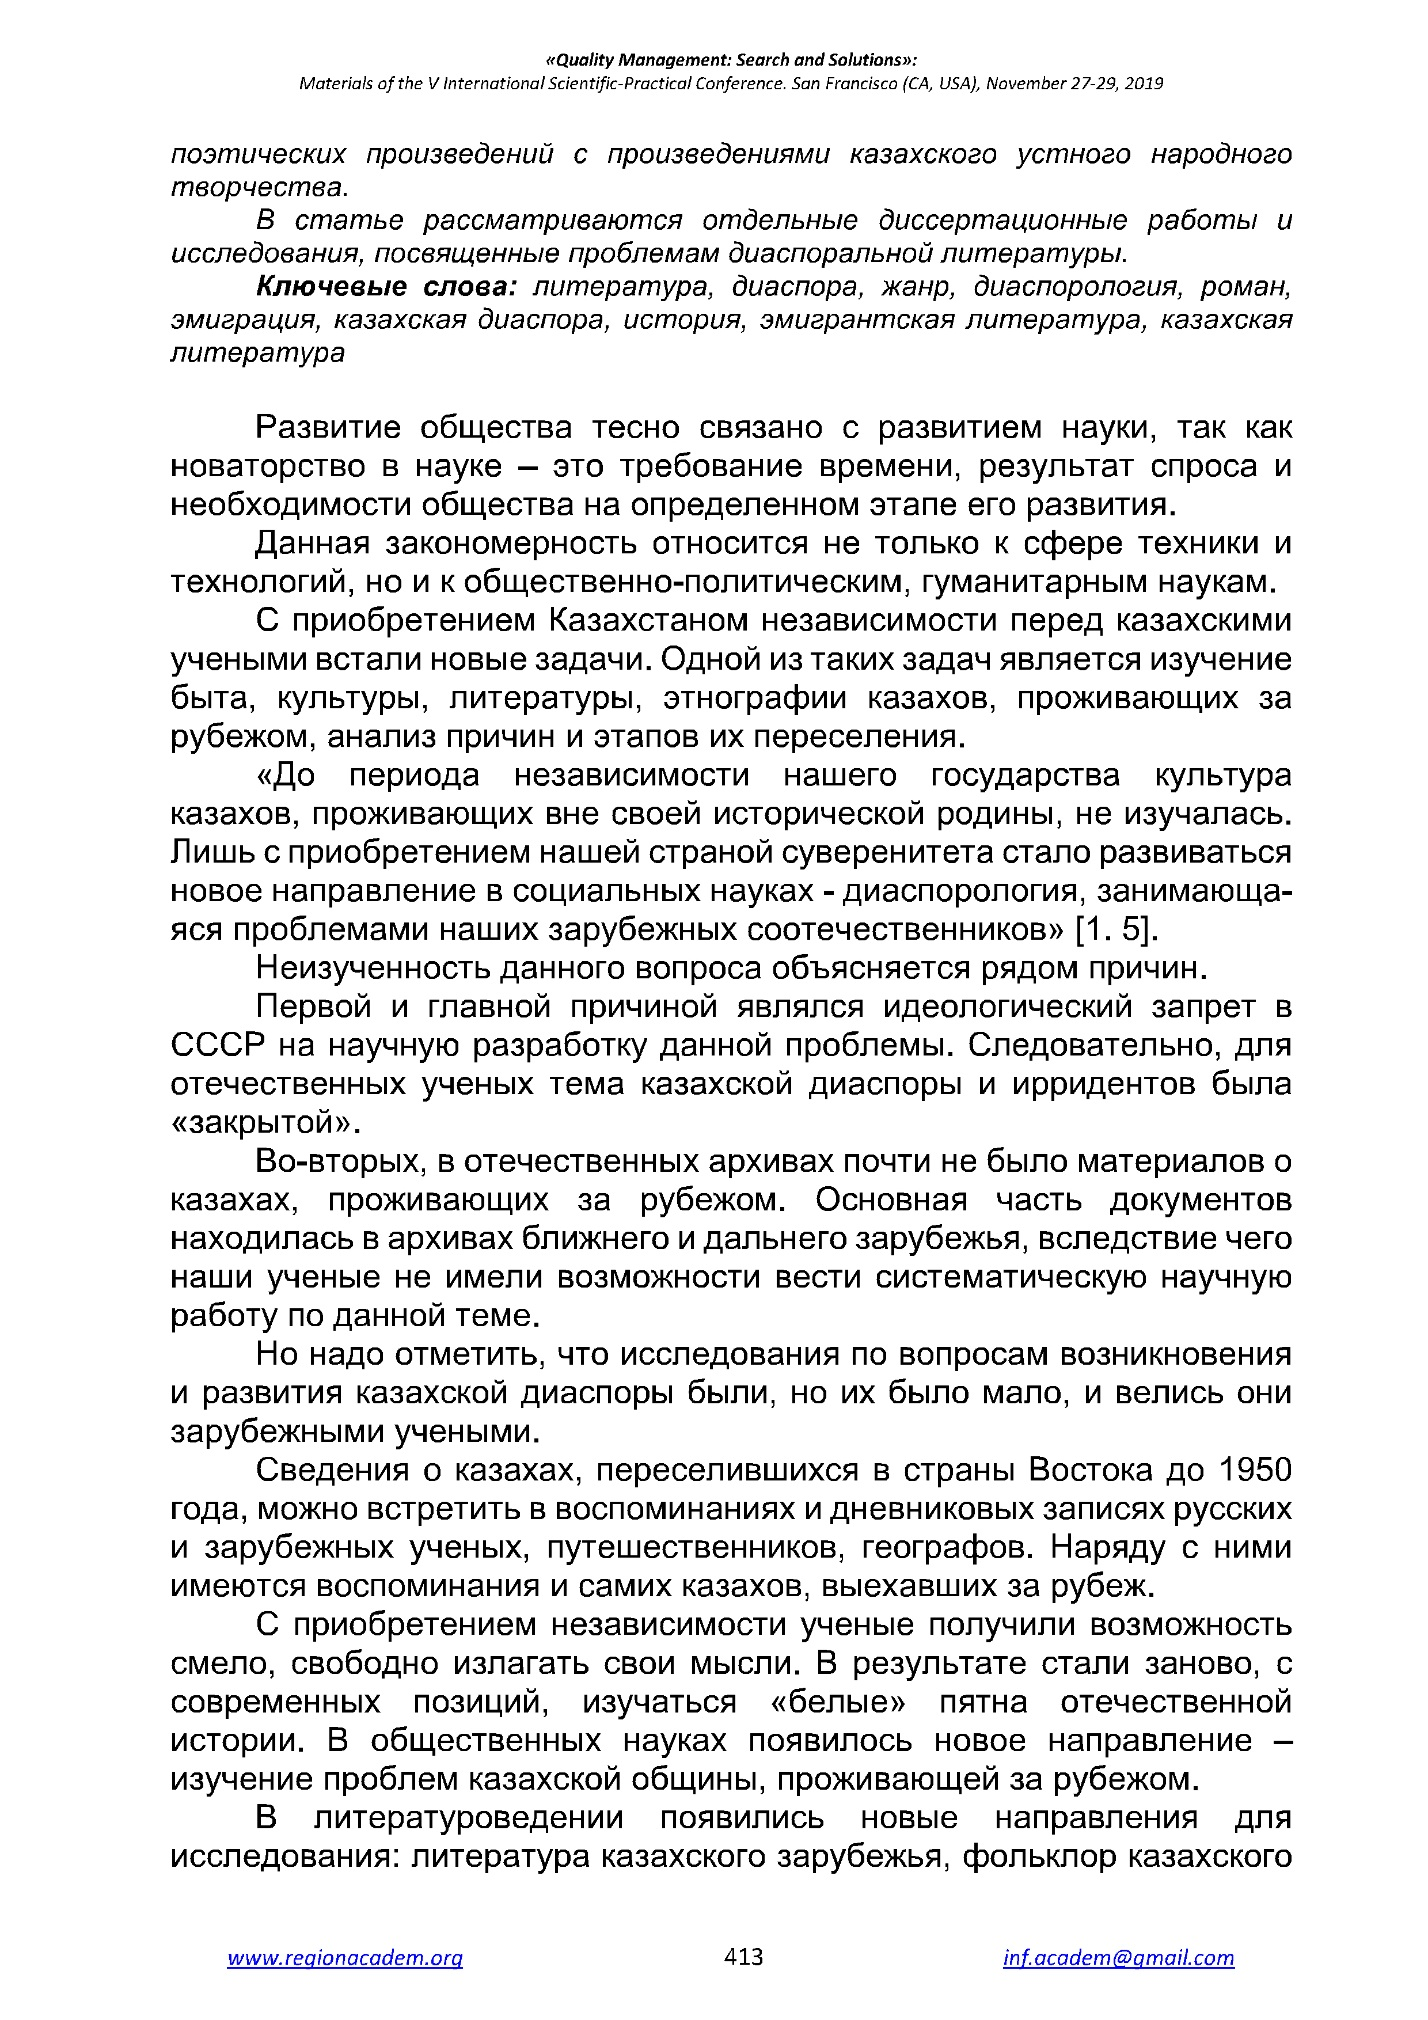 «Quality Management: Search and Solutions»:
Materials of the V International Scientific-Practical Conference. San Francisco (CA, USA), November 27-29, 2019
поэтических произведений с произведениями казахского устного народного
творчества.
В статье рассматриваются отдельные диссертационные работы и
исследования, посвященные проблемам диаспоральной литературы.
Ключевые слова: литература, диаспора, жанр, диаспорология, роман,
эмиграция, казахская диаспора, история, эмигрантская литература, казахская
литература
Развитие общества тесно связано с развитием науки, так как
новаторство в науке – это требование времени, результат спроса и
необходимости общества на определенном этапе его развития.
Данная закономерность относится не только к сфере техники и
технологий, но и к общественно-политическим, гуманитарным наукам.
С приобретением Казахстаном независимости перед казахскими
учеными встали новые задачи. Одной из таких задач является изучение
быта, культуры, литературы, этнографии казахов, проживающих за
рубежом, анализ причин и этапов их переселения.
«До периода независимости нашего государства культура
казахов, проживающих вне своей исторической родины, не изучалась.
Лишь с приобретением нашей страной суверенитета стало развиваться
новое направление в социальных науках - диаспорология, занимающа-
яся проблемами наших зарубежных соотечественников» [1. 5].
Неизученность данного вопроса объясняется рядом причин.
Первой и главной причиной являлся идеологический запрет в
СССР на научную разработку данной проблемы. Следовательно, для
отечественных ученых тема казахской диаспоры и ирридентов была
«закрытой».
Во-вторых, в отечественных архивах почти не было материалов о
казахах, проживающих за рубежом. Основная часть документов
находилась в архивах ближнего и дальнего зарубежья, вследствие чего
наши ученые не имели возможности вести систематическую научную
работу по данной теме.
Но надо отметить, что исследования по вопросам возникновения
и развития казахской диаспоры были, но их было мало, и велись они
зарубежными учеными.
Сведения о казахах, переселившихся в страны Востока до 1950
года, можно встретить в воспоминаниях и дневниковых записях русских
и зарубежных ученых, путешественников, географов. Наряду с ними
имеются воспоминания и самих казахов, выехавших за рубеж.
С приобретением независимости ученые получили возможность
смело, свободно излагать свои мысли. В результате стали заново, с
современных позиций, изучаться «белые» пятна отечественной
истории. В общественных науках появилось новое направление –
изучение проблем казахской общины, проживающей за рубежом.
В литературоведении появились новые направления для
исследования: литература казахского зарубежья, фольклор казахского
www.regionacadem.org 413 inf.academ@gmail.com